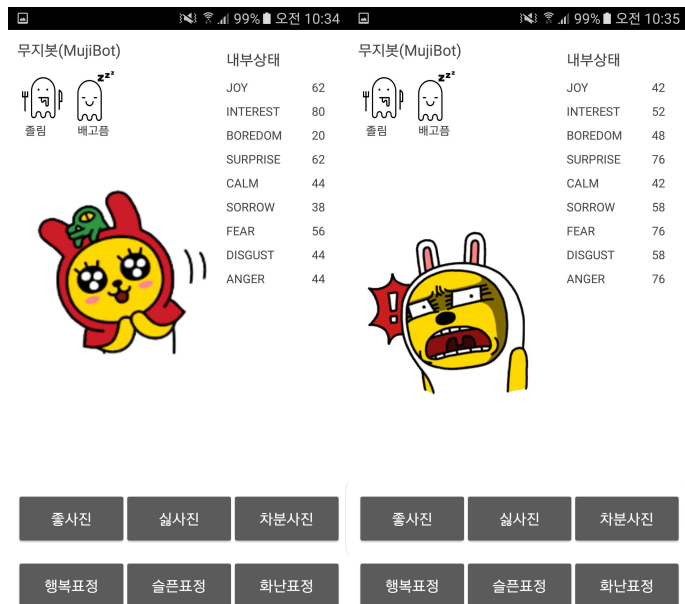 99% 오전 10:34
무지봇(MujiBot)
zzz
졸림 배고픔
내부상태
JOY 62
INTEREST 80
BOREDOM 20
SURPRISE 62
CALM 44
SORROW 38
FEAR 56
DISGUST 44
ANGER 44
좋사진 싫사진 차분사진
행복표정 슬픈표정 화난표정
99% 오전 10:35
무지봇(MujiBot)
zzz
졸림 배고픔
내부상태
JOY 42
INTEREST 52
BOREDOM 48
SURPRISE 76
CALM 42
SORROW 58
FEAR 76
DISGUST 58
ANGER 76
!
좋사진 싫사진 차분사진
행복표정 슬픈표정 화난표정